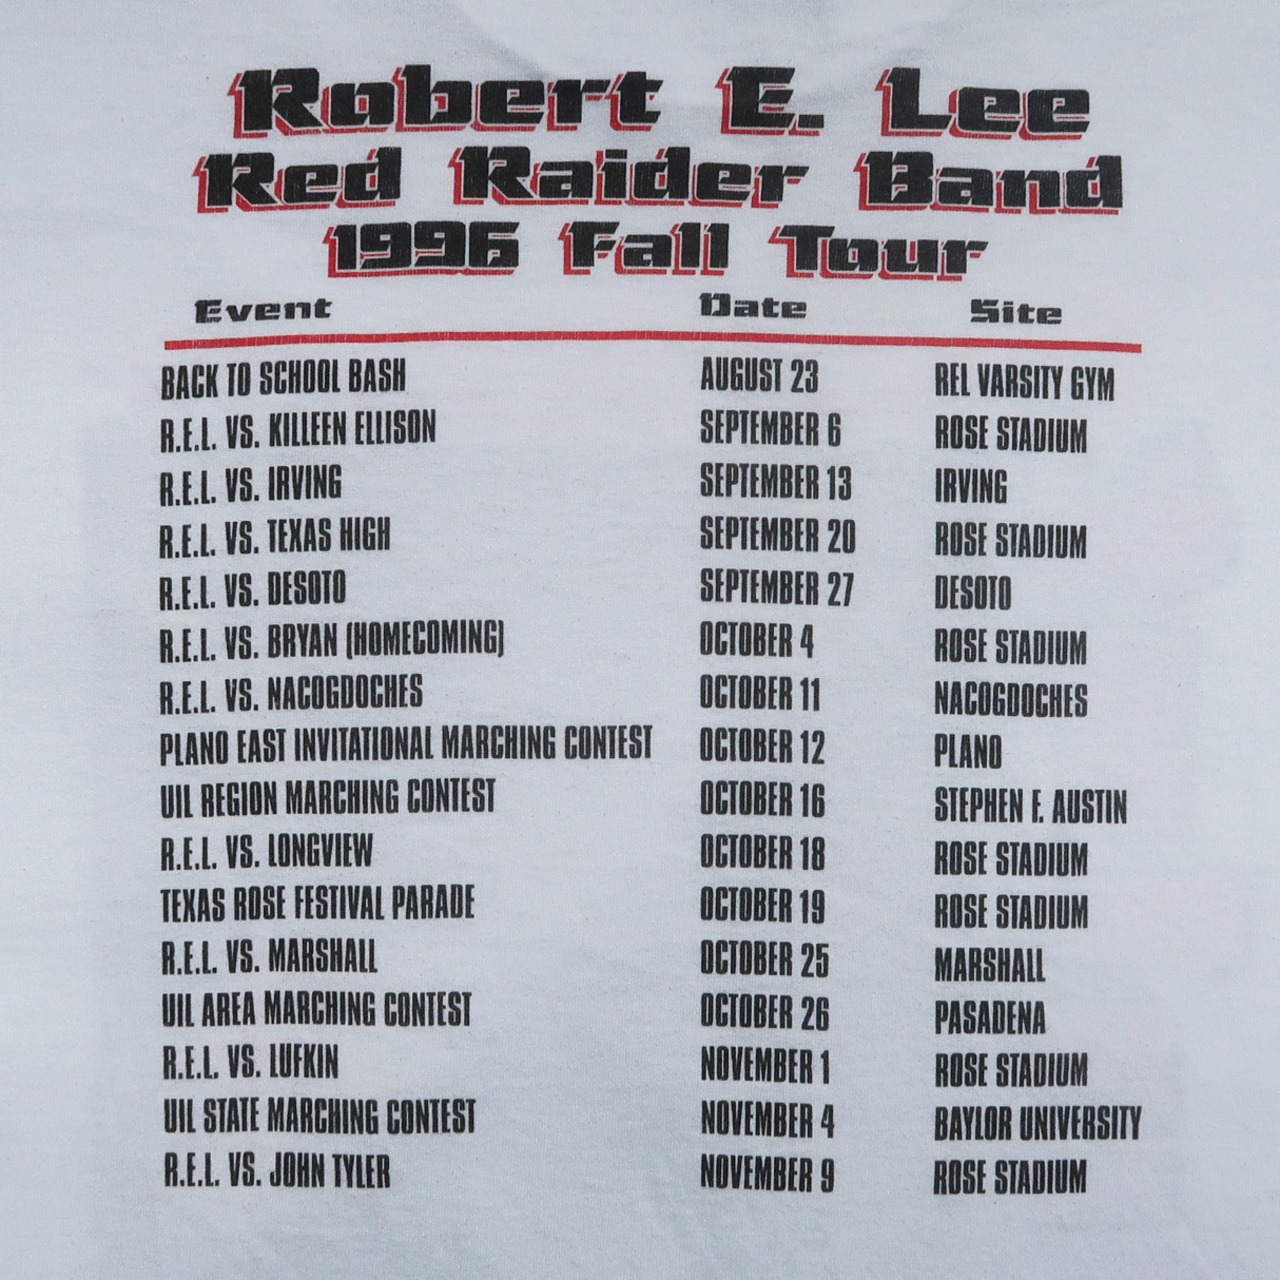 Robert E. Lee
Red Raider Band
1996 Fall Tour
Event Date Site
BACK TO SCHOOL BASH AUGUST 23 REL VARSITY GYM
R.E.L. VS. KILLEEN ELLISON SEPTEMBER 6 ROSE STADIUM
R.E.L. VS. IRVING SEPTEMBER 13 IRVING
R.E.L. VS. TEXAS HIGH SEPTEMBER 20 ROSE STADIUM
R.E.L. VS. DESOTO SEPTEMBER 27 DESOTO
R.E.L. VS. BRYAN (HOMECOMING) OCTOBER 4 ROSE STADIUM
R.E.L. VS. NACOGDOCHES OCTOBER 11 NACOGDOCHES
PLANO EAST INVITATIONAL MARCHING CONTEST OCTOBER 12 PLANO
UIL REGION MARCHING CONTEST OCTOBER 16 STEPHEN F. AUSTIN
R.E.L. VS. LONGVIEW OCTOBER 18 ROSE STADIUM
TEXAS ROSE FESTIVAL PARADE OCTOBER 19 ROSE STADIUM
R.E.L. VS. MARSHALL OCTOBER 25 MARSHALL
UIL AREA MARCHING CONTEST OCTOBER 26 PASADENA
R.E.L. VS. LUFKIN NOVEMBER 1 ROSE STADIUM
UIL STATE MARCHING CONTEST NOVEMBER 4 BAYLOR UNIVERSITY
R.E.L. VS. JOHN TYLER NOVEMBER 9 ROSE STADIUM